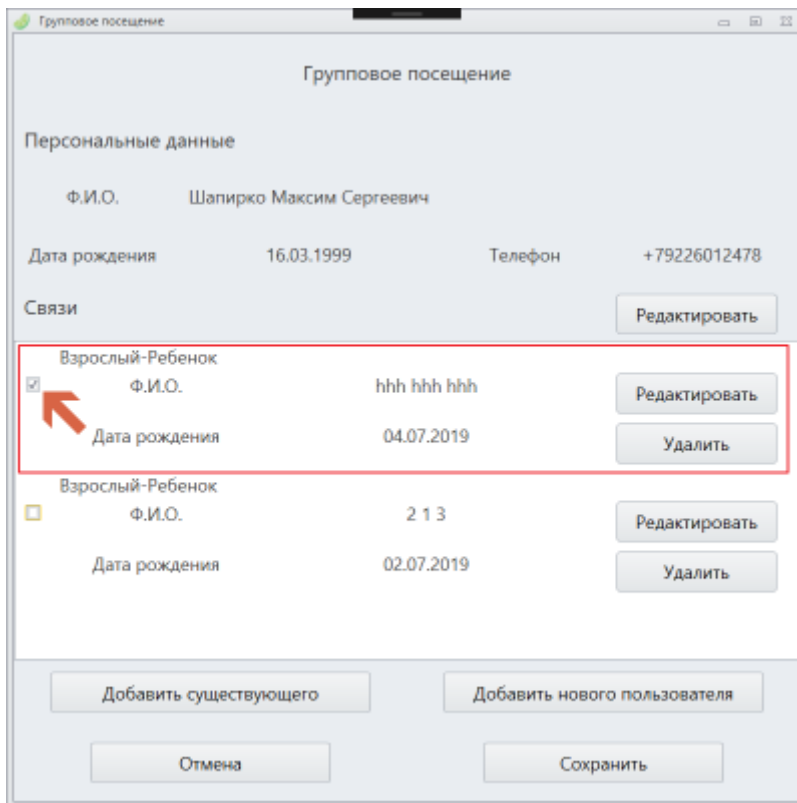 Групповое посещение
Групповое посещение
Персональные данные
Ф.И.О. Шапирко Максим Сергеевич
Дата рождения 16.03.1999 Телефон +79226012478
Связи Редактировать
Взрослый-Ребенок
Ф.И.О. hhh hhh hhh Редактировать
Дата рождения 04.07.2019 Удалить
Взрослый-Ребенок
Ф.И.О. 2 1 3 Редактировать
Дата рождения 02.07.2019 Удалить
Добавить существующего Добавить нового пользователя
Отмена Сохранить